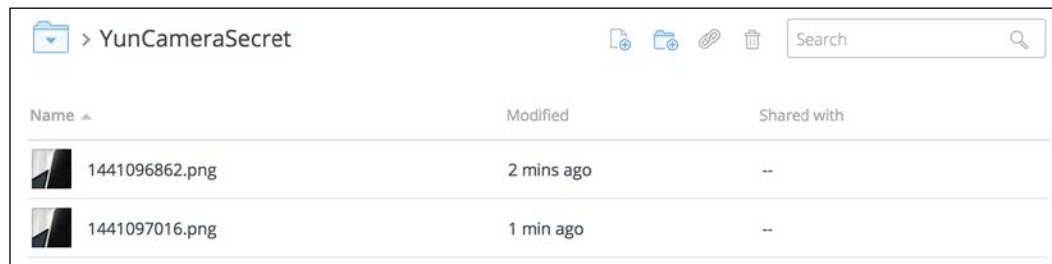 > YunCameraSecret
Search
Name Modified Shared with
1441096862.png 2 mins ago --
1441097016.png 1 min ago --